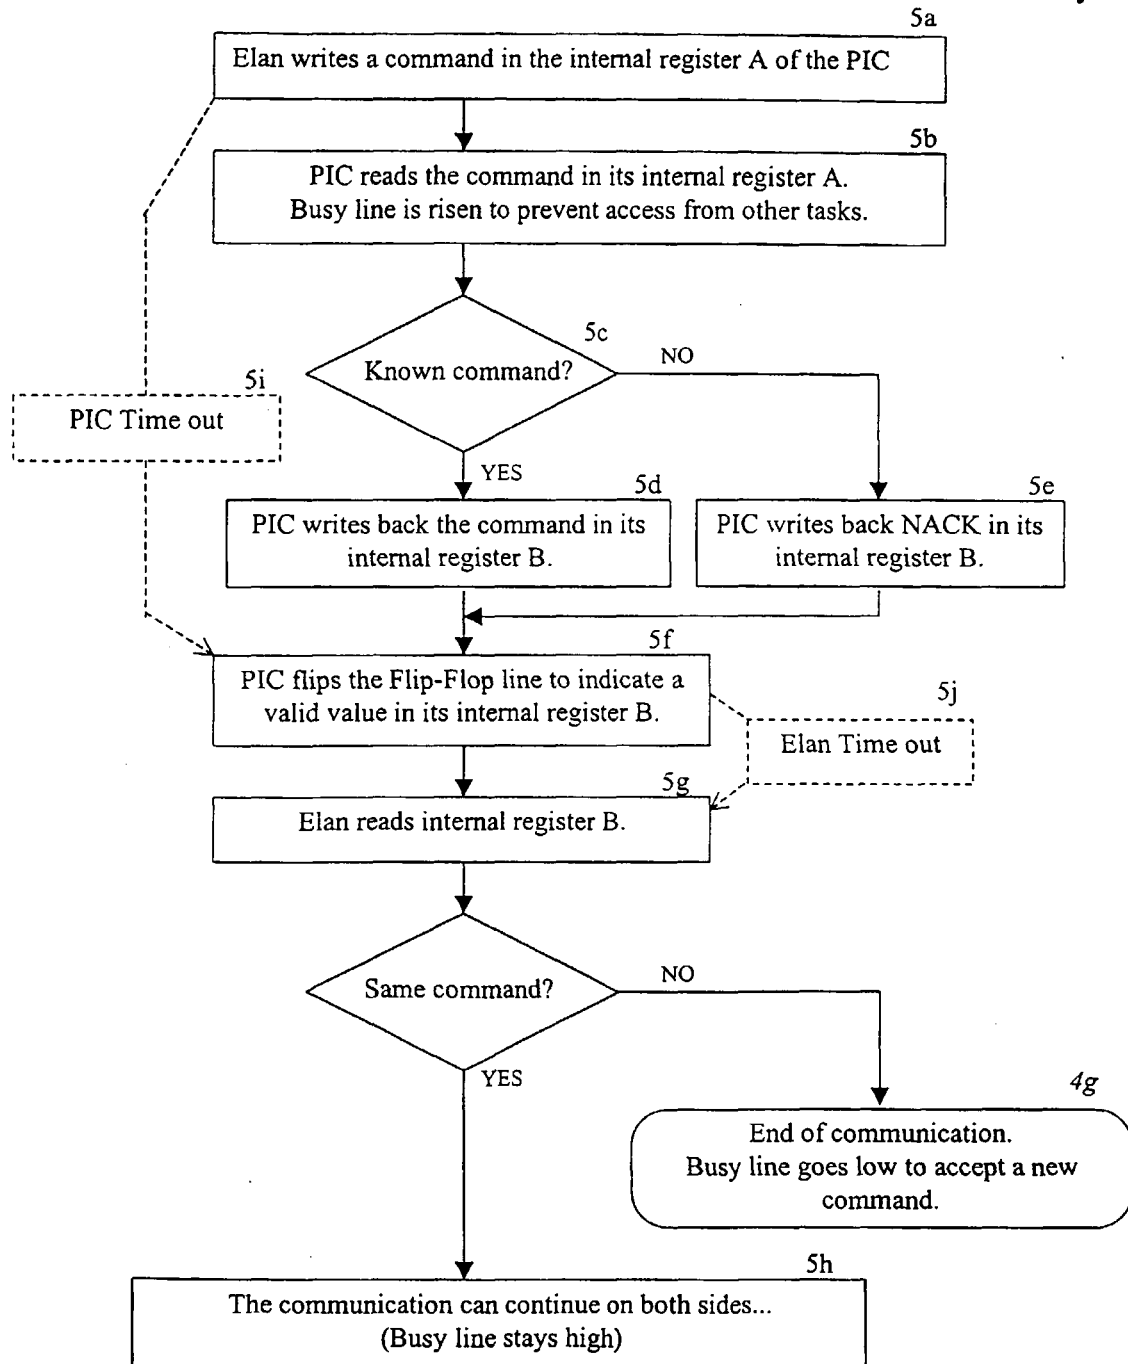 5a
Elan writes a command in the internal register A of the PIC
5b
PIC reads the command in its internal register A.
Busy line is risen to prevent access from other tasks.
5c
Known command?
NO
5i
PIC Time out
YES
5d
PIC writes back the command in its
internal register B.
5e
PIC writes back NACK in its
internal register B.
5f
PIC flips the Flip-Flop line to indicate a
valid value in its internal register B.
5j
Elan Time out
5g
Elan reads internal register B.
Same command?
NO
YES
4g
End of communication.
Busy line goes low to accept a new
command.
5h
The communication can continue on both sides...
(Busy line stays high)